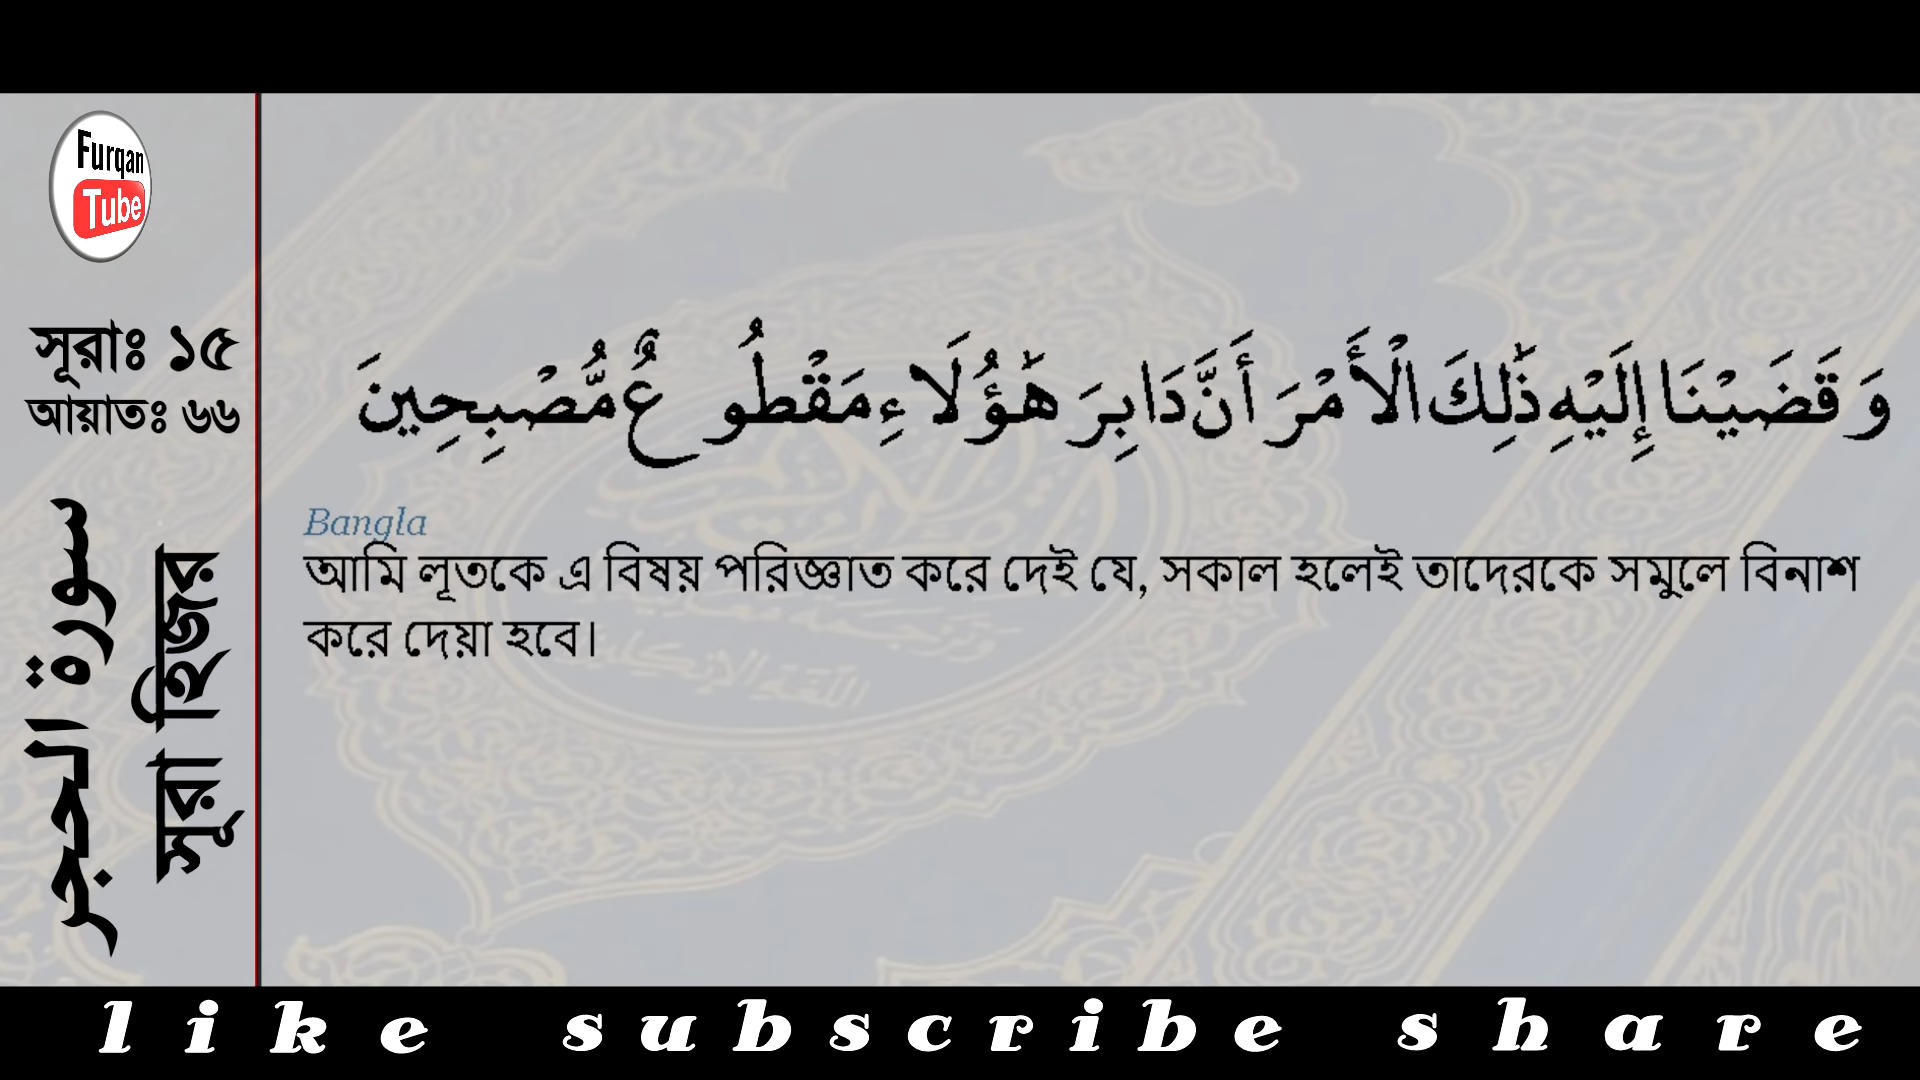 Furqan
Tube
সূরাঃ ১৫
আয়াতঃ ৬৬
سورة الحجر
সূরা হিজর
وَقَضَيْنَا إِلَيْهِ ذَٰلِكَ الْأَمْرَ أَنَّ دَابِرَ هَٰؤُلَاءِ مَقْطُوعٌ مُّصْبِحِينَ
Bangla
আমি লূতকে এ বিষয় পরিজ্ঞাত করে দেই যে, সকাল হলেই তাদেরকে সমুলে বিনাশ
করে দেয়া হবে।
like subscribe share